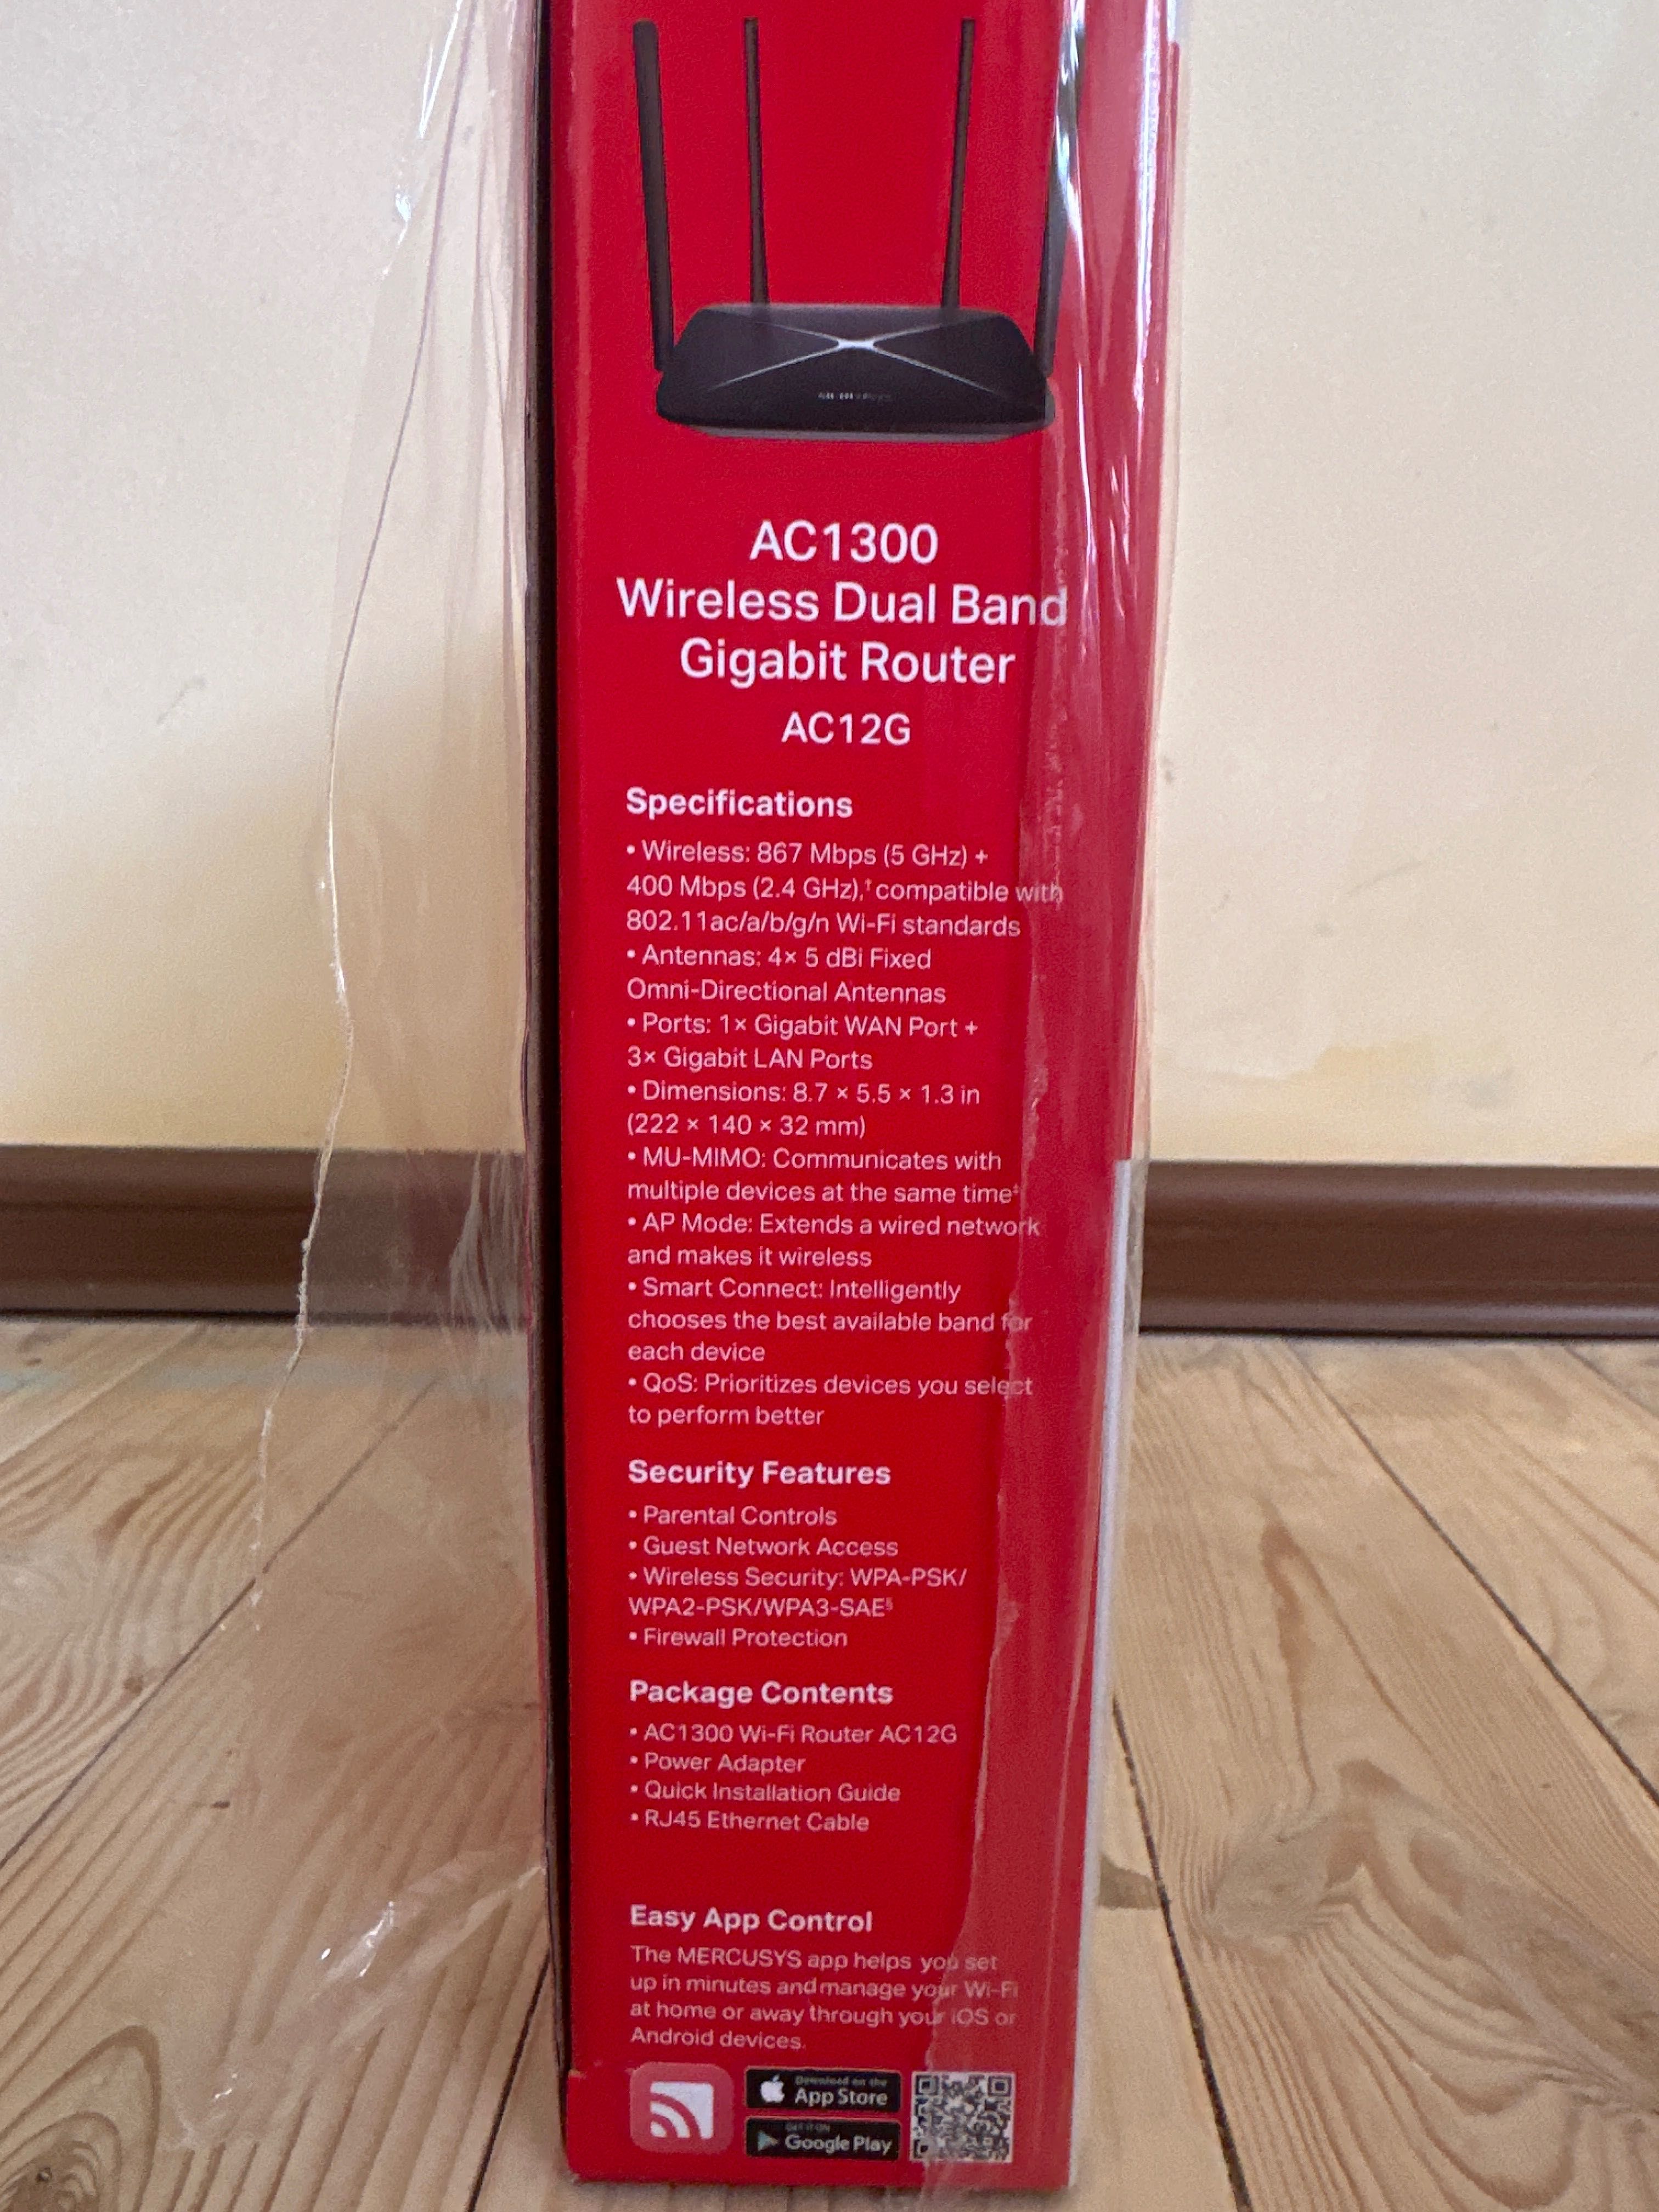 AC1300
Wireless Dual Band
Gigabit Router
AC12G
Specifications
• Wireless: 867 Mbps (5 GHz) +
400 Mbps (2.4 GHz),† compatible with
802.11ac/a/b/g/n Wi-Fi standards
• Antennas: 4× 5 dBi Fixed
Omni-Directional Antennas
• Ports: 1× Gigabit WAN Port +
3× Gigabit LAN Ports
• Dimensions: 8.7 × 5.5 × 1.3 in
(222 × 140 × 32 mm)
• MU-MIMO: Communicates with
multiple devices at the same time‡
• AP Mode: Extends a wired network
and makes it wireless
• Smart Connect: Intelligently
chooses the best available band for
each device
• QoS: Prioritizes devices you select
to perform better
Security Features
• Parental Controls
• Guest Network Access
• Wireless Security: WPA-PSK/
WPA2-PSK/WPA3-SAE§
• Firewall Protection
Package Contents
• AC1300 Wi-Fi Router AC12G
• Power Adapter
• Quick Installation Guide
• RJ45 Ethernet Cable
Easy App Control
The MERCUSYS app helps you set
up in minutes and manage your Wi-Fi
at home or away through your iOS or
Android devices.
Download on the
App Store
GET IT ON
Google Play